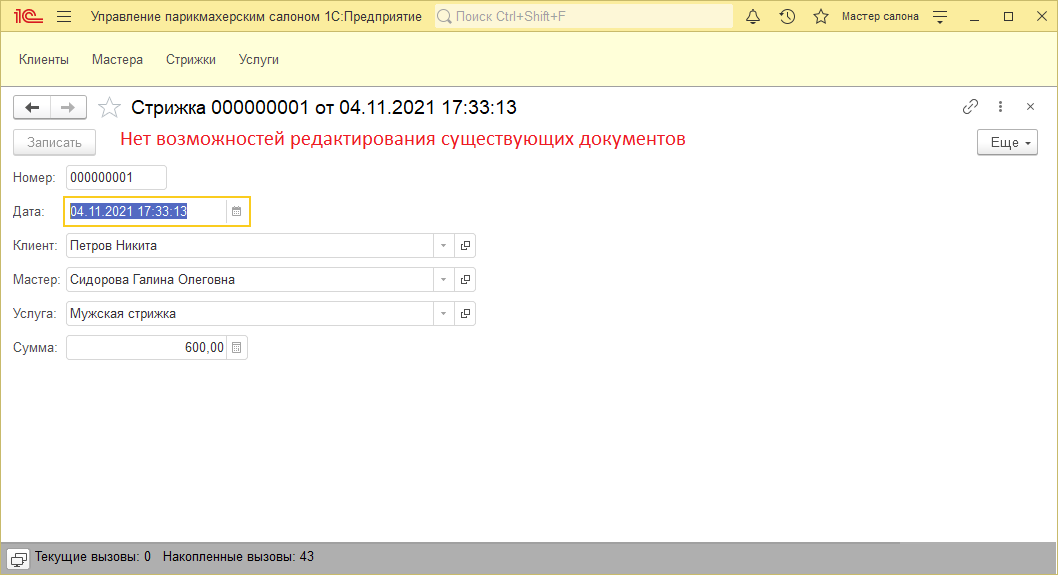 1С Управление парикмахерским салоном 1С:Предприятие Поиск Ctrl+Shift+F Мастер салона
Клиенты Мастера Стрижки Услуги
Стрижка 000000001 от 04.11.2021 17:33:13
Записать Нет возможностей редактирования существующих документов Еще
Номер: 000000001
Дата: 04.11.2021 17:33:13
Клиент: Петров Никита
Мастер: Сидорова Галина Олеговна
Услуга: Мужская стрижка
Сумма: 600,00
Текущие вызовы: 0 Накопленные вызовы: 43